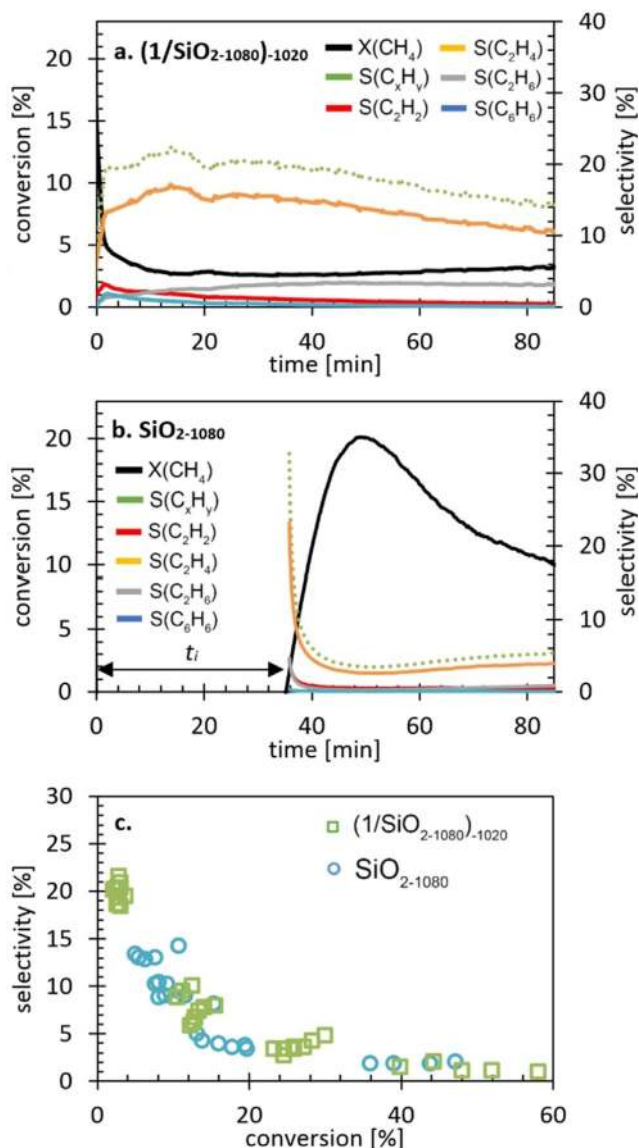 a. (1/SiO2-1080)-1020
X(CH4)
S(C2H4)
S(CxHy)
S(C2H6)
S(C2H2)
S(C6H6)
conversion [%]
selectivity [%]
20
15
10
5
0
40
30
20
10
0
0 20 40 60 80
time [min]
b. SiO2-1080
X(CH4)
S(CxHy)
S(C2H2)
S(C2H4)
S(C2H6)
S(C6H6)
ti
conversion [%]
selectivity [%]
20
15
10
5
0
40
30
20
10
0
0 20 40 60 80
time [min]
c.
(1/SiO2-1080)-1020
SiO2-1080
selectivity [%]
30
25
20
15
10
5
0
0 20 40 60
conversion [%]